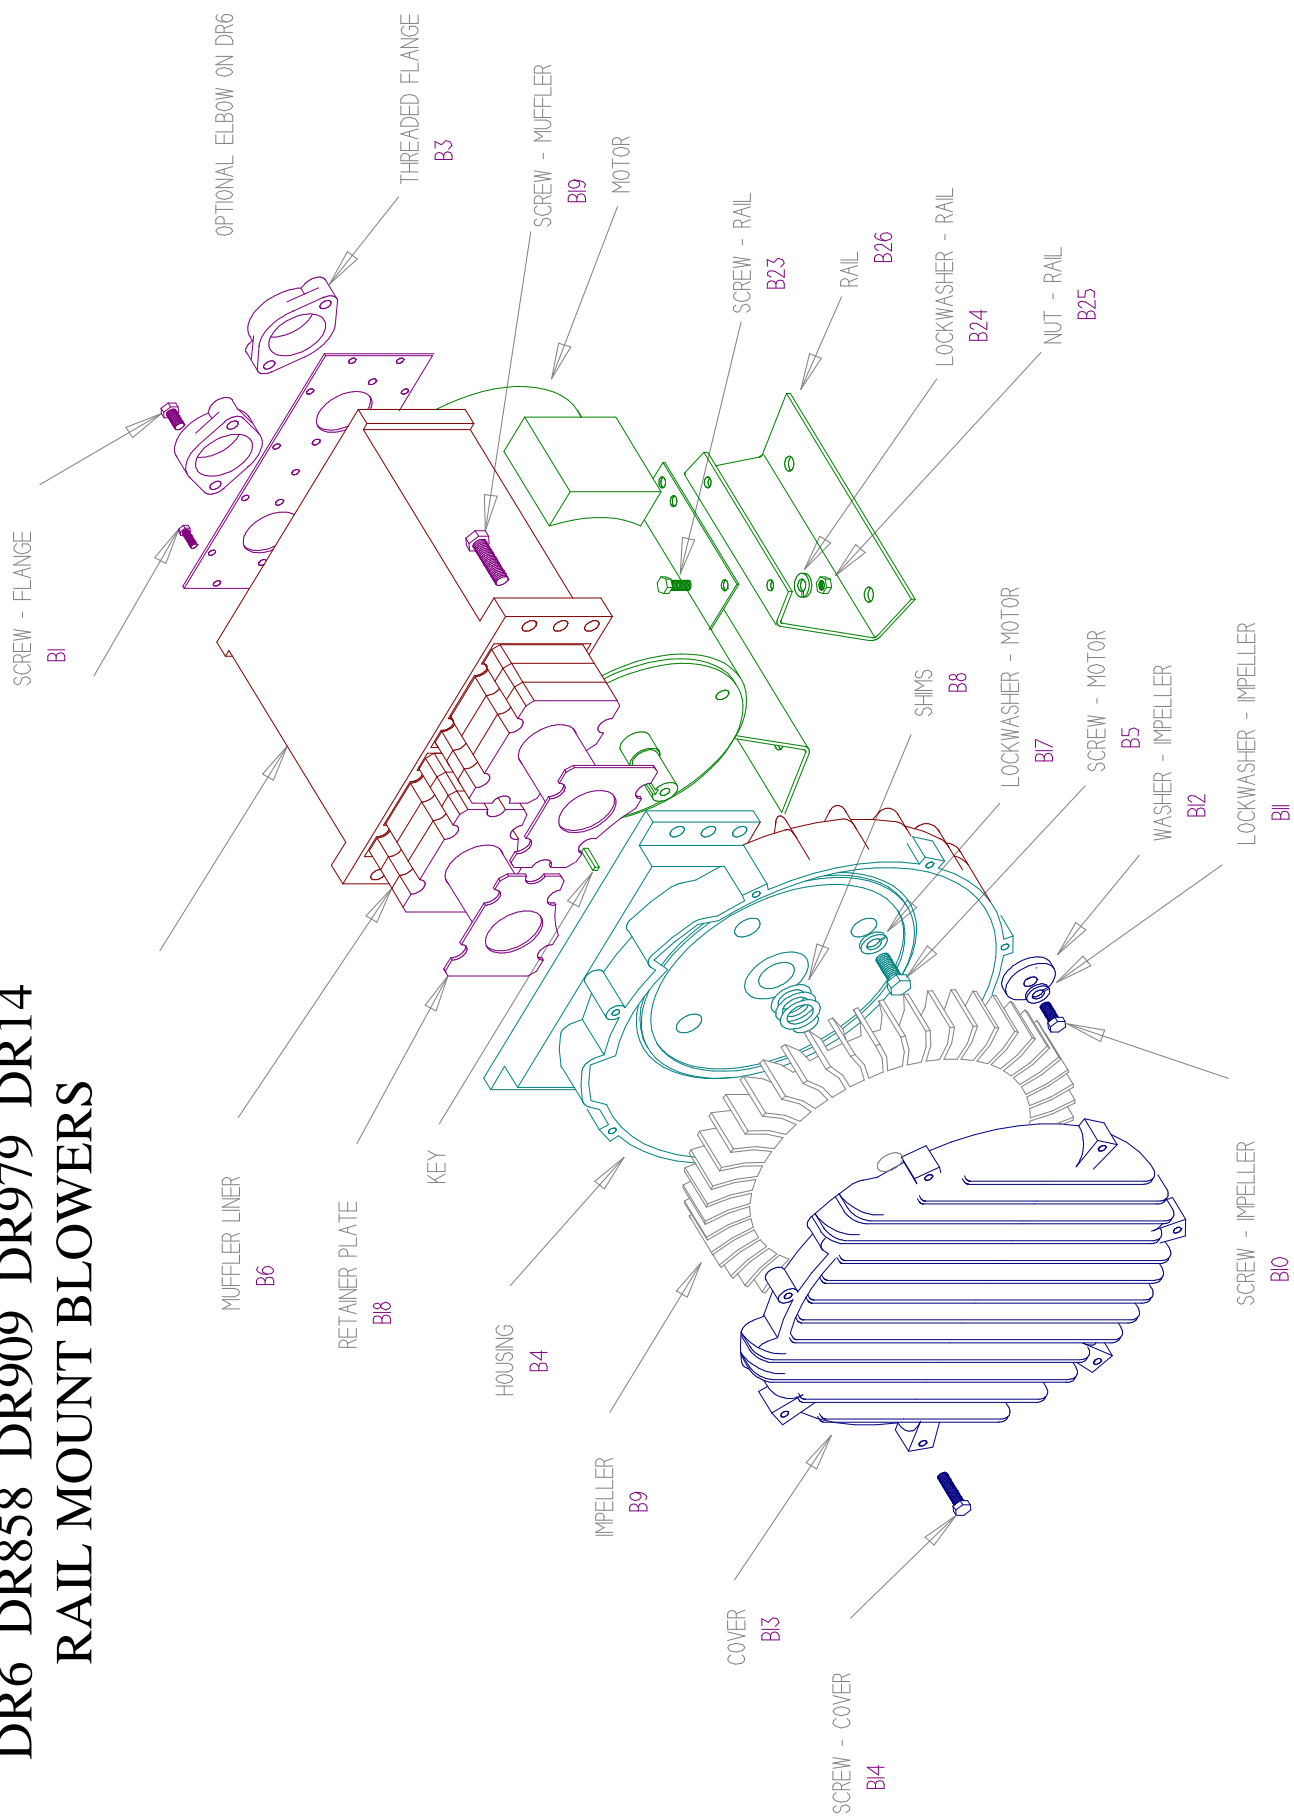 DR6 DR858 DR909 DR979 DR14
RAIL MOUNT BLOWERS
SCREW - FLANGE
B1
OPTIONAL ELBOW ON DR6
THREADED FLANGE
B3
SCREW - MUFFLER
B19
MOTOR
SCREW - RAIL
B23
RAIL
B26
LOCKWASHER - RAIL
B24
NUT - RAIL
B25
MUFFLER LINER
B6
RETAINER PLATE
B18
KEY
HOUSING
B4
IMPELLER
B9
COVER
B13
SCREW - COVER
B14
SHIMS
B8
LOCKWASHER - MOTOR
B17
SCREW - MOTOR
B5
WASHER - IMPELLER
B12
LOCKWASHER - IMPELLER
B11
SCREW - IMPELLER
B10